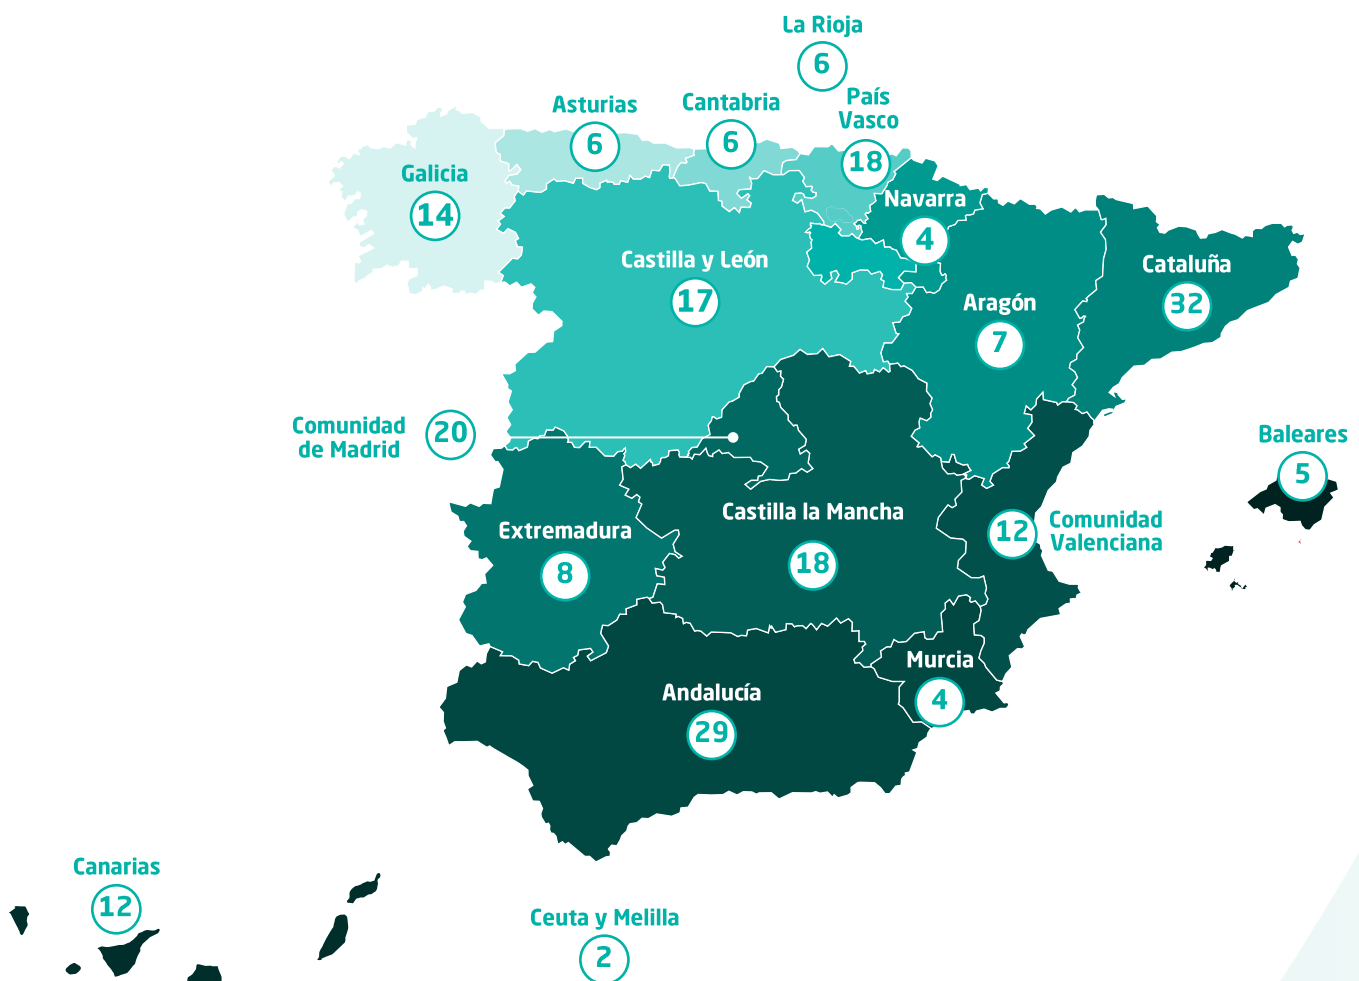 La Rioja
6
Asturias
6
Cantabria
6
País
Vasco
18
Galicia
14
Navarra
4
Castilla y León
17
Cataluña
32
Aragón
7
Comunidad
de Madrid
20
Baleares
5
Extremadura
8
Castilla la Mancha
18
12
Comunidad
Valenciana
Murcia
4
Andalucía
29
Canarias
12
Ceuta y Melilla
2